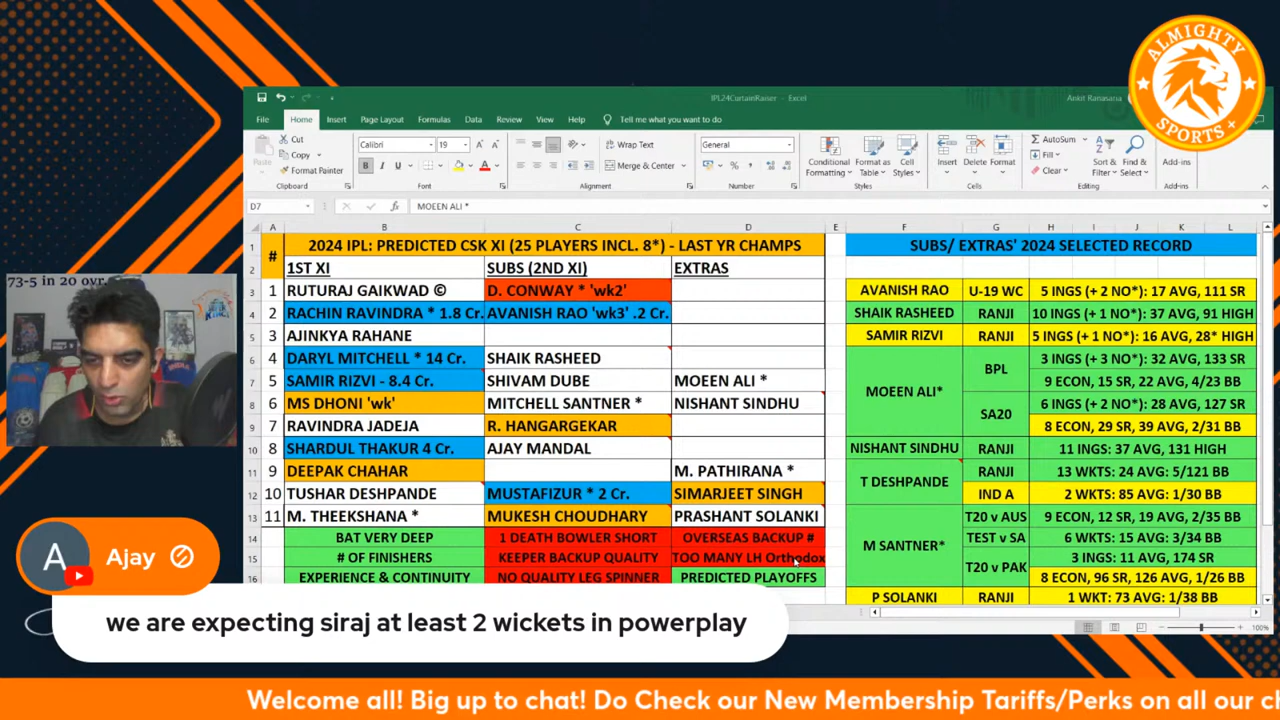 ALMIGHTY
SPORTS+
IPL24CurtainRaiser - Excel
Ankit Ranasaria
File Home Insert Page Layout Formulas Data Review View Help Tell me what you want to do
Paste
Cut
Copy
Format Painter
Clipboard
Calibri 19
B I U
Font
Wrap Text
Merge & Center
Alignment
General
Number
Conditional Formatting
Format as Table
Cell Styles
Styles
Insert Delete Format
Cells
AutoSum
Fill
Clear
Sort & Filter
Find & Select
Editing
Add-ins
Add-ins
D7 MOEEN ALI *
A B C D E F G H I J K L
# 2024 IPL: PREDICTED CSK XI (25 PLAYERS INCL. 8*) - LAST YR CHAMPS
1ST XI SUBS (2ND XI) EXTRAS
1 RUTURAJ GAIKWAD © D. CONWAY * 'wk2'
2 RACHIN RAVINDRA * 1.8 Cr. AVANISH RAO 'wk3' .2 Cr.
3 AJINKYA RAHANE
4 DARYL MITCHELL * 14 Cr. SHAIK RASHEED
5 SAMIR RIZVI - 8.4 Cr. SHIVAM DUBE MOEEN ALI *
6 MS DHONI 'wk' MITCHELL SANTNER * NISHANT SINDHU
7 RAVINDRA JADEJA R. HANGARGEKAR
8 SHARDUL THAKUR 4 Cr. AJAY MANDAL
9 DEEPAK CHAHAR M. PATHIRANA *
10 TUSHAR DESHPANDE MUSTAFIZUR * 2 Cr. SIMARJEET SINGH
11 M. THEEKSHANA * MUKESH CHOUDHARY PRASHANT SOLANKI
BAT VERY DEEP 1 DEATH BOWLER SHORT OVERSEAS BACKUP #
# OF FINISHERS KEEPER BACKUP QUALITY TOO MANY LH Orthodox
EXPERIENCE & CONTINUITY NO QUALITY LEG SPINNER PREDICTED PLAYOFFS
SUBS/ EXTRAS' 2024 SELECTED RECORD
AVANISH RAO U-19 WC 5 INGS (+ 2 NO*): 17 AVG, 111 SR
SHAIK RASHEED RANJI 10 INGS (+ 1 NO*): 37 AVG, 91 HIGH
SAMIR RIZVI RANJI 5 INGS (+ 1 NO*): 16 AVG, 28* HIGH
MOEEN ALI* BPL 3 INGS (+ 3 NO*): 32 AVG, 133 SR
9 ECON, 15 SR, 22 AVG, 4/23 BB
SA20 6 INGS (+ 2 NO*): 28 AVG, 127 SR
8 ECON, 29 SR, 39 AVG, 2/31 BB
NISHANT SINDHU RANJI 11 INGS: 37 AVG, 131 HIGH
T DESHPANDE RANJI 13 WKTS: 24 AVG: 5/121 BB
IND A 2 WKTS: 85 AVG: 1/30 BB
M SANTNER* T20 v AUS 9 ECON, 12 SR, 19 AVG, 2/35 BB
TEST v SA 6 WKTS: 15 AVG: 3/34 BB
T20 v PAK 3 INGS: 11 AVG, 174 SR
8 ECON, 96 SR, 126 AVG, 1/26 BB
P SOLANKI RANJI 1 WKT: 73 AVG: 1/38 BB
100%
73-5 in 20 ovr.
A
Ajay
we are expecting siraj at least 2 wickets in powerplay
Welcome all! Big up to chat! Do Check our New Membership Tariffs/Perks on all our